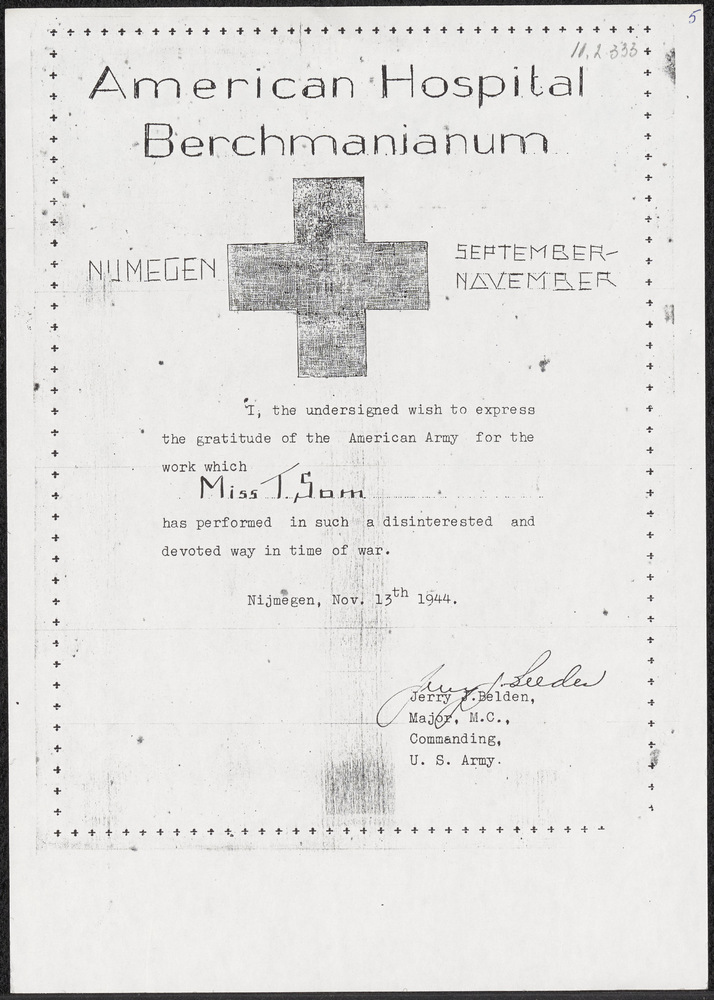 5
11.2.333
American Hospital
Berchmanianum
NIJMEGEN
SEPTEMBER-
NOVEMBER
"I, the undersigned wish to express
the gratitude of the American Army for the
work which
Miss T. Som
has performed in such a disinterested and
devoted way in time of war.
Nijmegen, Nov. 13th 1944.
Jerry J. Belden,
Major, M.C.,
Commanding,
U. S. Army.